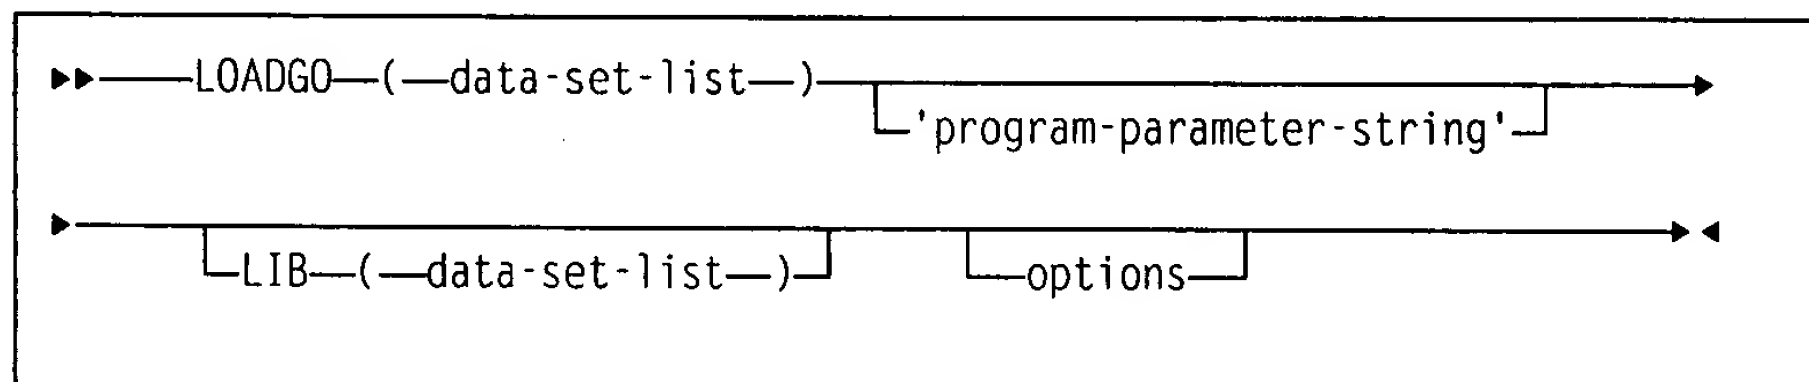 LOADGO ( data-set-list )
'program-parameter-string'
LIB ( data-set-list ) options